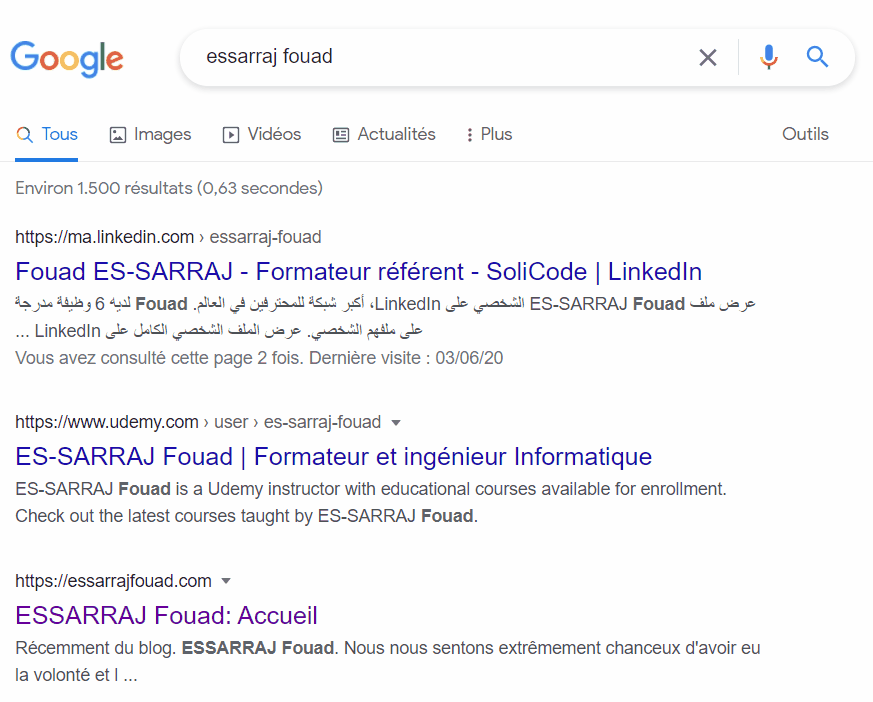 Google
essarraj fouad
Tous Images Vidéos Actualités Plus Outils
Environ 1.500 résultats (0,63 secondes)
https://ma.linkedin.com › essarraj-fouad
Fouad ES-SARRAJ - Formateur référent - SoliCode | LinkedIn
عرض ملف ES-SARRAJ Fouad الشخصي على LinkedIn، أكبر شبكة للمحترفين في العالم. Fouad لديه 6 وظيفة مدرجة
على ملفهم الشخصي. عرض الملف الشخصي الكامل على LinkedIn ...
Vous avez consulté cette page 2 fois. Dernière visite : 03/06/20
https://www.udemy.com › user › es-sarraj-fouad
ES-SARRAJ Fouad | Formateur et ingénieur Informatique
ES-SARRAJ Fouad is a Udemy instructor with educational courses available for enrollment.
Check out the latest courses taught by ES-SARRAJ Fouad.
https://essarrajfouad.com
ESSARRAJ Fouad: Accueil
Récemment du blog. ESSARRAJ Fouad. Nous nous sentons extrêmement chanceux d'avoir eu
la volonté et l ...